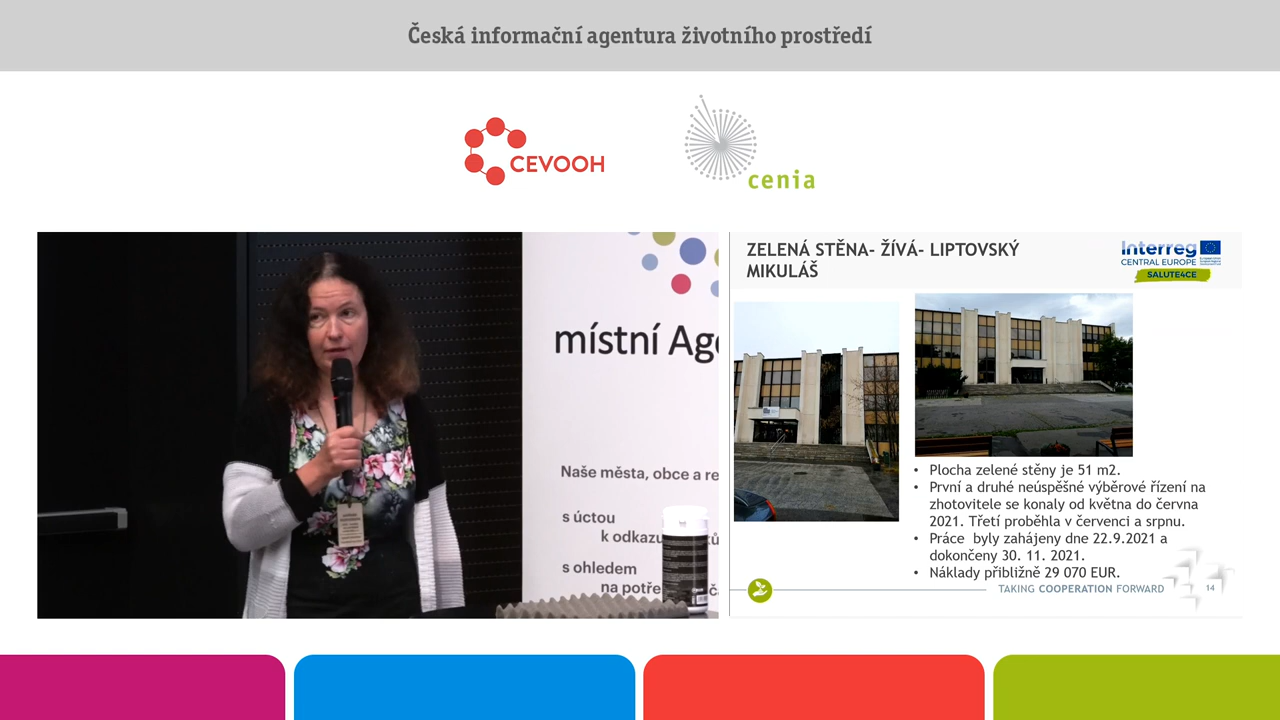 Česká informační agentura životního prostředí
CEVOOH
cenia
místní Age
Naše města, obce a re
s úctou
k odkazu
s ohledem
na potře
ZELENÁ STĚNA- ŽÍVÁ- LIPTOVSKÝ
MIKULÁŠ
Interreg
CENTRAL EUROPE
SALUTE4CE
• Plocha zelené stěny je 51 m2.
• První a druhé neúspěšné výběrové řízení na
zhotovitele se konaly od května do června
2021. Třetí proběhla v červenci a srpnu.
• Práce byly zahájeny dne 22.9.2021 a
dokončeny 30. 11. 2021.
• Náklady přibližně 29 070 EUR.
TAKING COOPERATION FORWARD
14